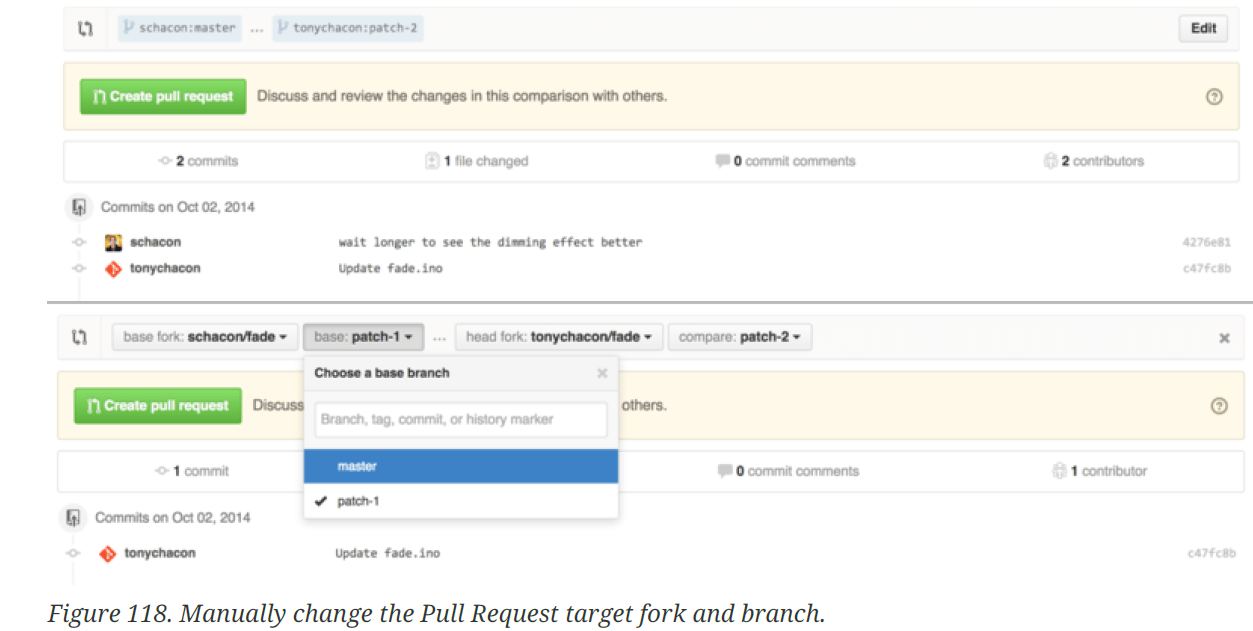 schacon:master ... tonychacon:patch-2 Edit
Create pull request Discuss and review the changes in this comparison with others. ?
2 commits 1 file changed 0 commit comments 2 contributors
Commits on Oct 02, 2014
schacon wait longer to see the dimming effect better 4276e81
tonychacon Update fade.ino c47fc8b
base fork: schacon/fade base: patch-1 ... head fork: tonychacon/fade compare: patch-2
Choose a base branch
Create pull request Discuss others. ?
Branch, tag, commit, or history marker
master
1 commit 0 commit comments 1 contributor
patch-1
Commits on Oct 02, 2014
tonychacon Update fade.ino c47fc8b
Figure 118. Manually change the Pull Request target fork and branch.